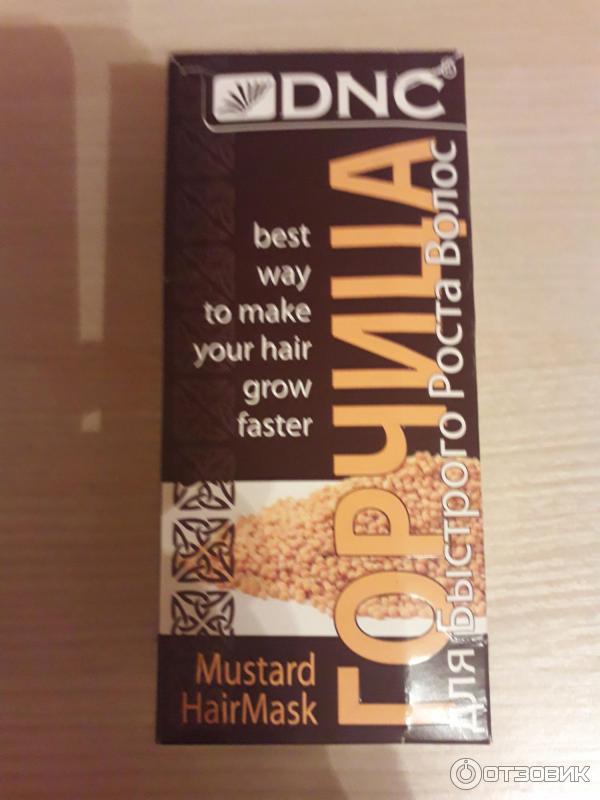 DNC®
best
way
to make
your hair
grow
faster
ГОРЧИЦА
для Быстрого Роста Волос
Mustard
HairMask
ОТЗОВИК